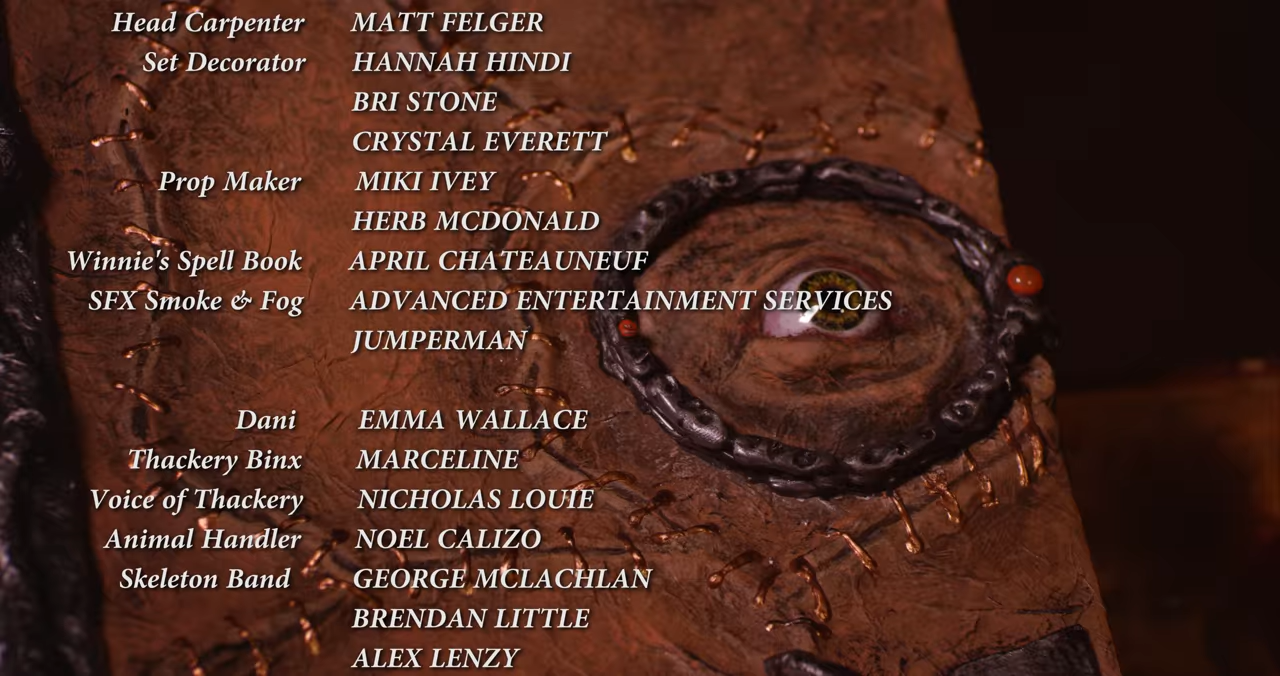 Head Carpenter MATT FELGER
Set Decorator HANNAH HINDI
BRI STONE
CRYSTAL EVERETT
Prop Maker MIKI IVEY
HERB MCDONALD
Winnie's Spell Book APRIL CHATEAUNEUF
SFX Smoke & Fog ADVANCED ENTERTAINMENT SERVICES
JUMPERMAN
Dani EMMA WALLACE
Thackery Binx MARCELINE
Voice of Thackery NICHOLAS LOUIE
Animal Handler NOEL CALIZO
Skeleton Band GEORGE MCLACHLAN
BRENDAN LITTLE
ALEX LENZY